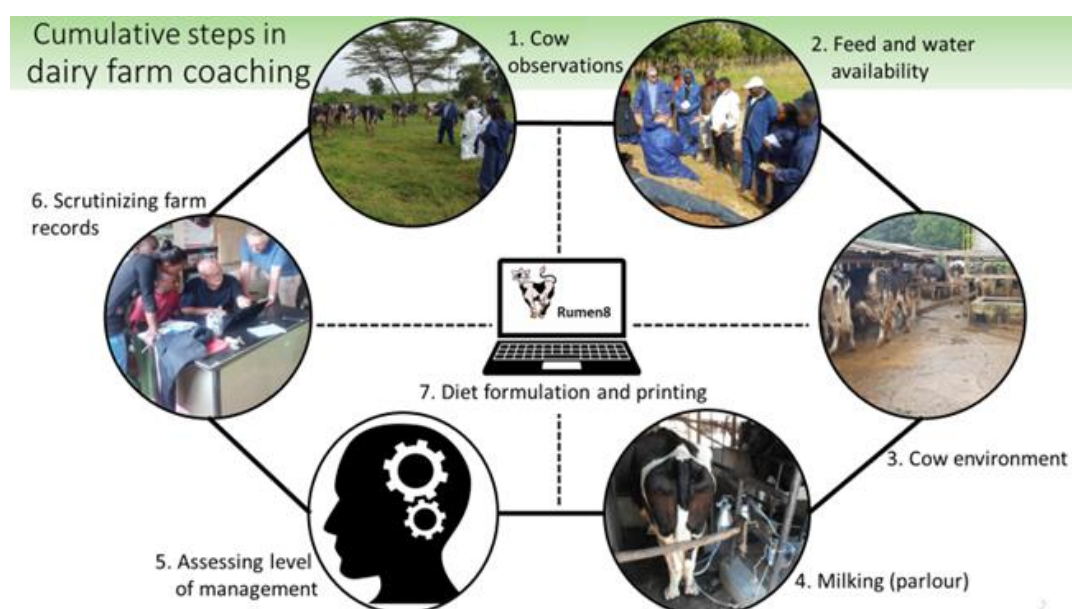 Cumulative steps in
dairy farm coaching
1. Cow
observations
2. Feed and water
availability
6. Scrutinizing farm
records
Rumen8
7. Diet formulation and printing
3. Cow environment
5. Assessing level
of management
4. Milking (parlour)